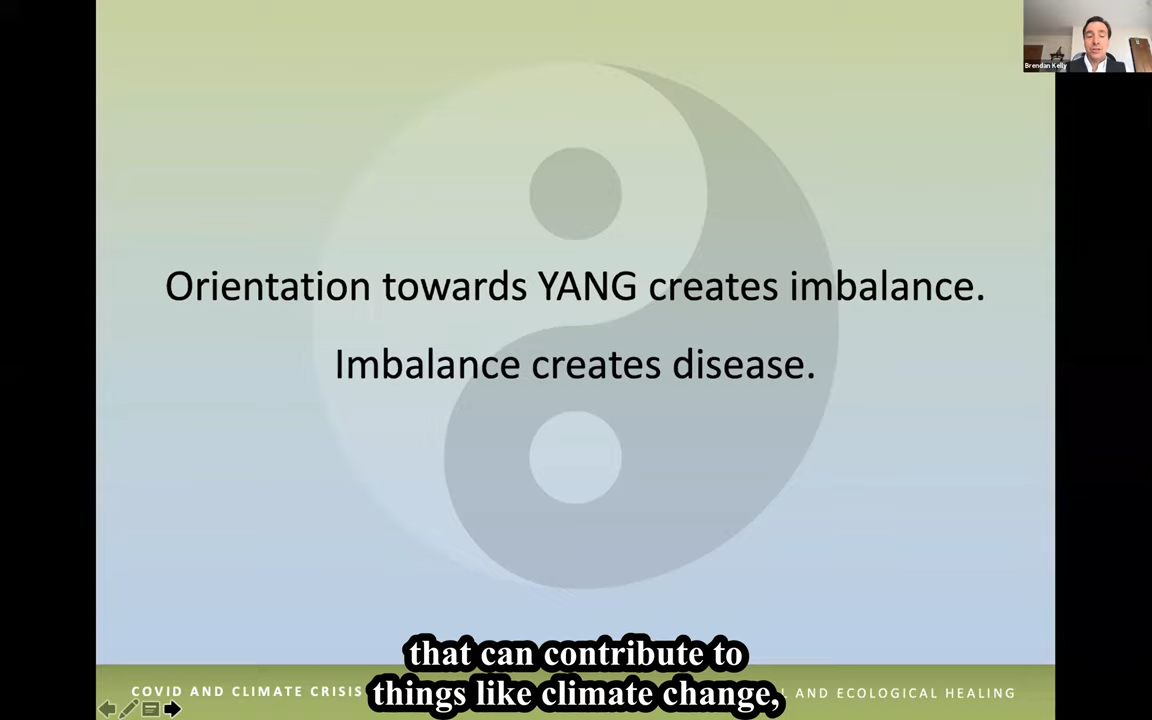 Brendan Kelly
Orientation towards YANG creates imbalance.
Imbalance creates disease.
that can contribute to
things like climate change,
COVID AND CLIMATE CRISIS
AND ECOLOGICAL HEALING